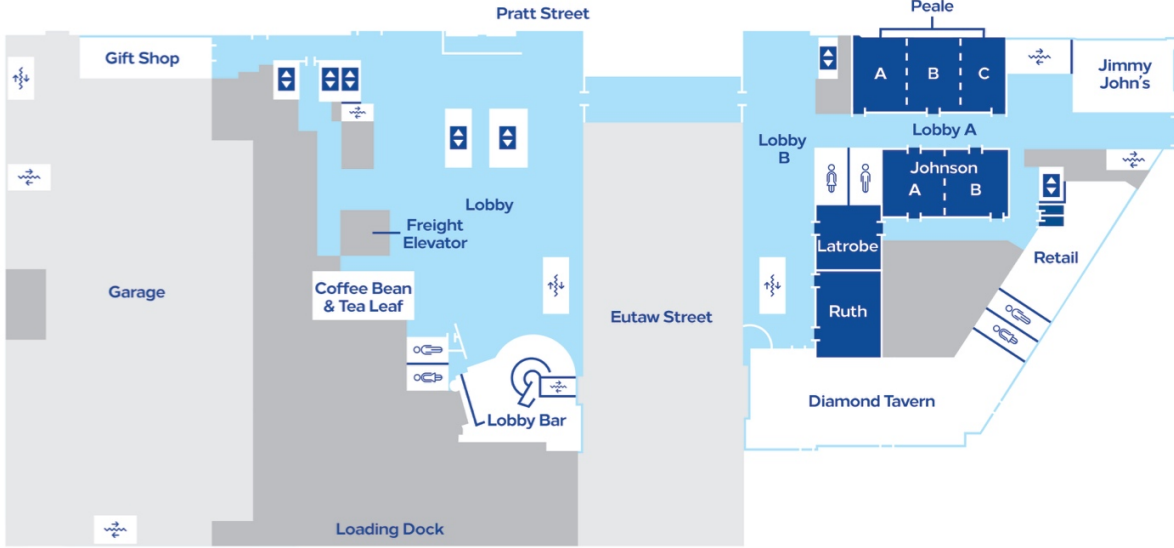 Pratt Street
Peale
Gift Shop
A
B
C
Jimmy
John's
Lobby A
Lobby
B
Johnson
A
B
Lobby
Freight
Elevator
Latrobe
Retail
Coffee Bean
& Tea Leaf
Garage
Eutaw Street
Ruth
Diamond Tavern
Lobby Bar
Loading Dock